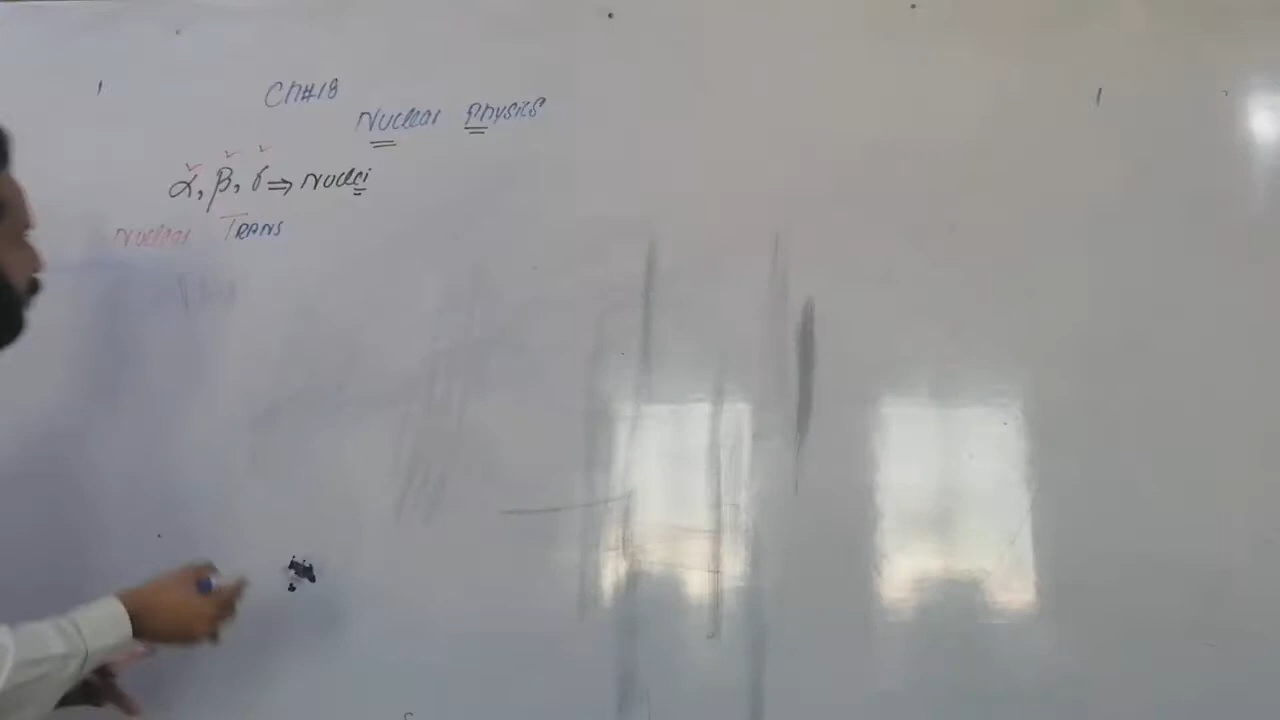 Ch#18
Nuclear Physics
α, β, γ ⇒ Nuclei
Nuclear TRANS